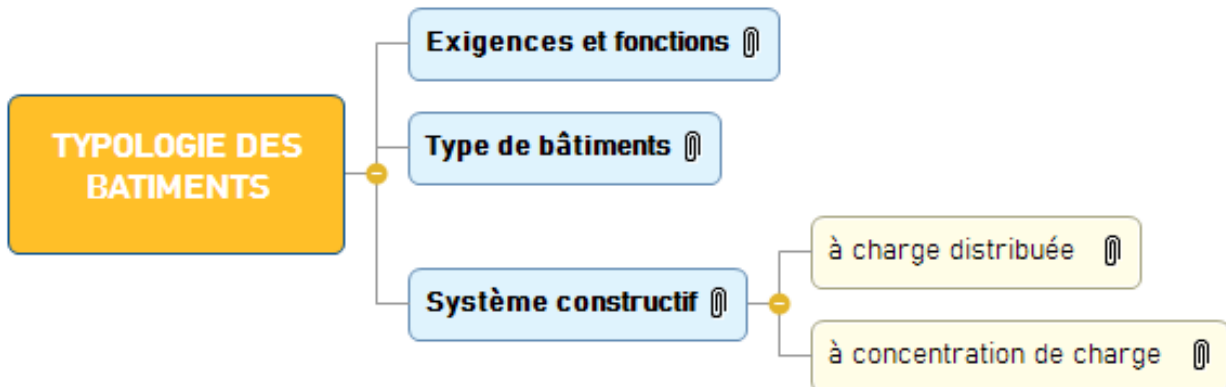 TYPOLOGIE DES
BATIMENTS
Exigences et fonctions
Type de bâtiments
Système constructif
à charge distribuée
à concentration de charge